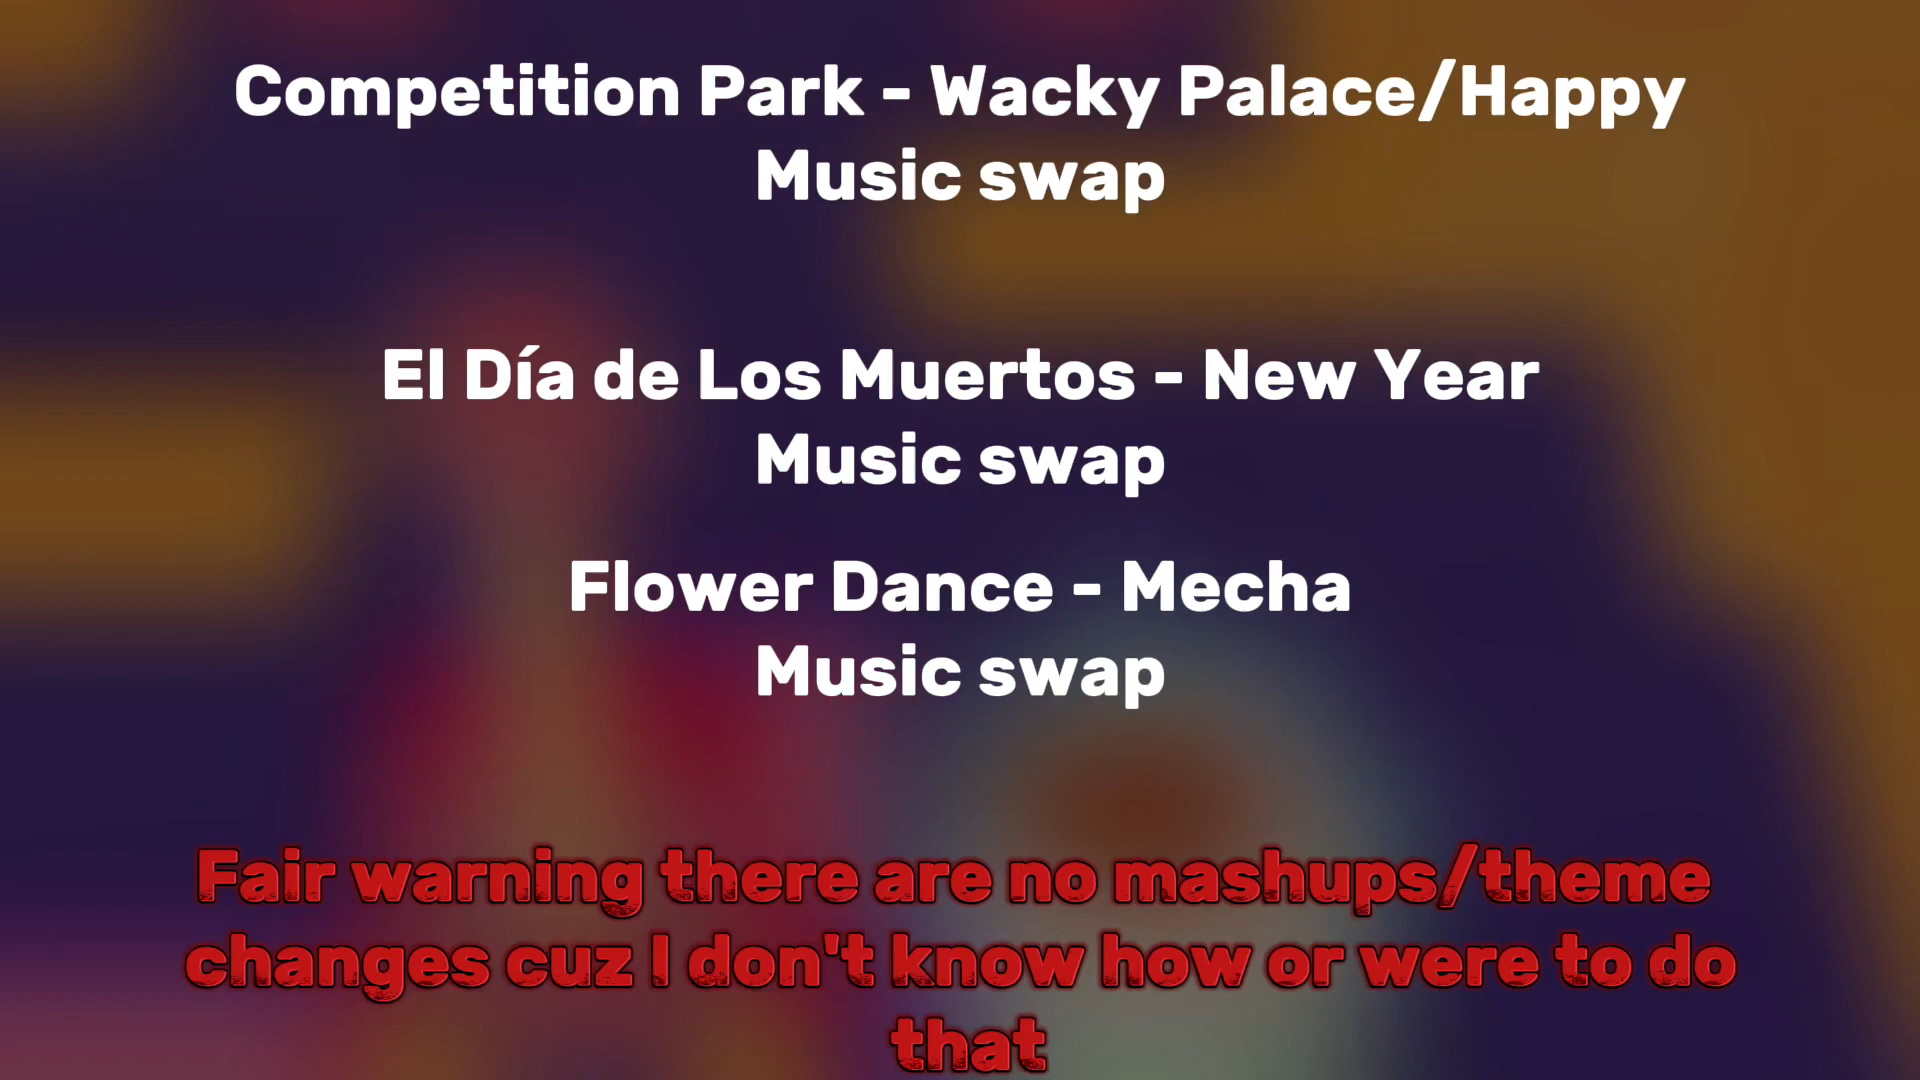 Competition Park - Wacky Palace/Happy
Music swap
El Día de Los Muertos - New Year
Music swap
Flower Dance - Mecha
Music swap
Fair warning there are no mashups/theme
changes cuz I don't know how or were to do
that